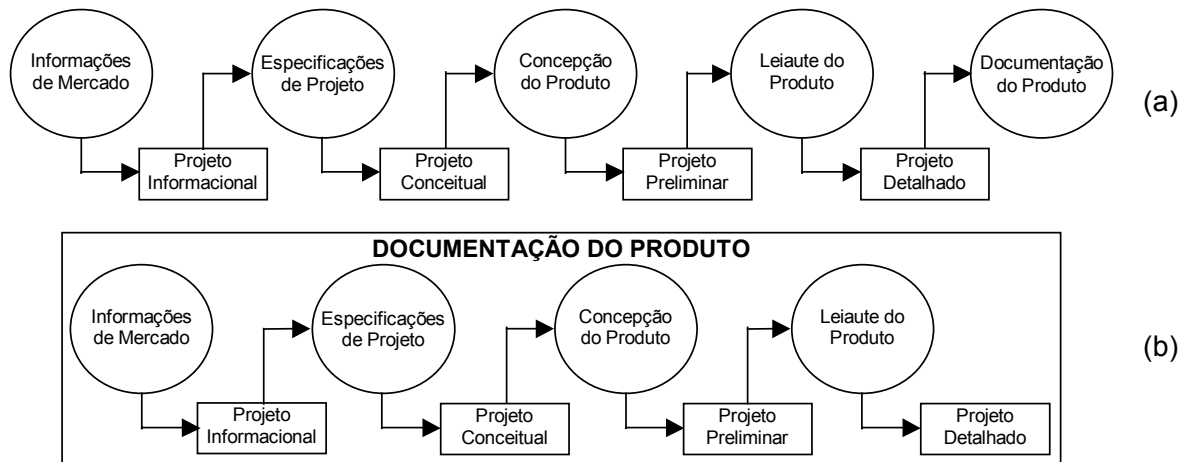 Informações
de Mercado
Especificações
de Projeto
Concepção
do Produto
Leiaute do
Produto
Documentação
do Produto
(a)
Projeto
Informacional
Projeto
Conceitual
Projeto
Preliminar
Projeto
Detalhado
DOCUMENTAÇÃO DO PRODUTO
Informações
de Mercado
Especificações
de Projeto
Concepção
do Produto
Leiaute do
Produto
(b)
Projeto
Informacional
Projeto
Conceitual
Projeto
Preliminar
Projeto
Detalhado